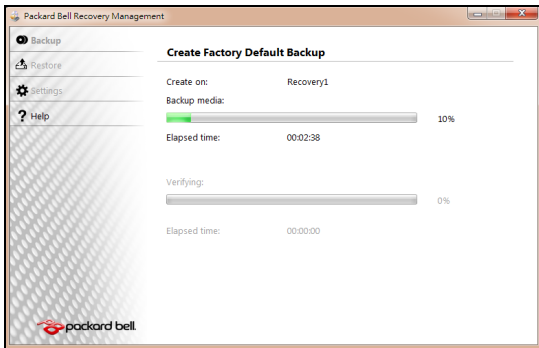 Packard Bell Recovery Management
Backup
Restore
Settings
Help
Create Factory Default Backup
Create on: Recovery1
Backup media:
10%
Elapsed time: 00:02:38
Verifying:
0%
Elapsed time: 00:00:00
packard bell.